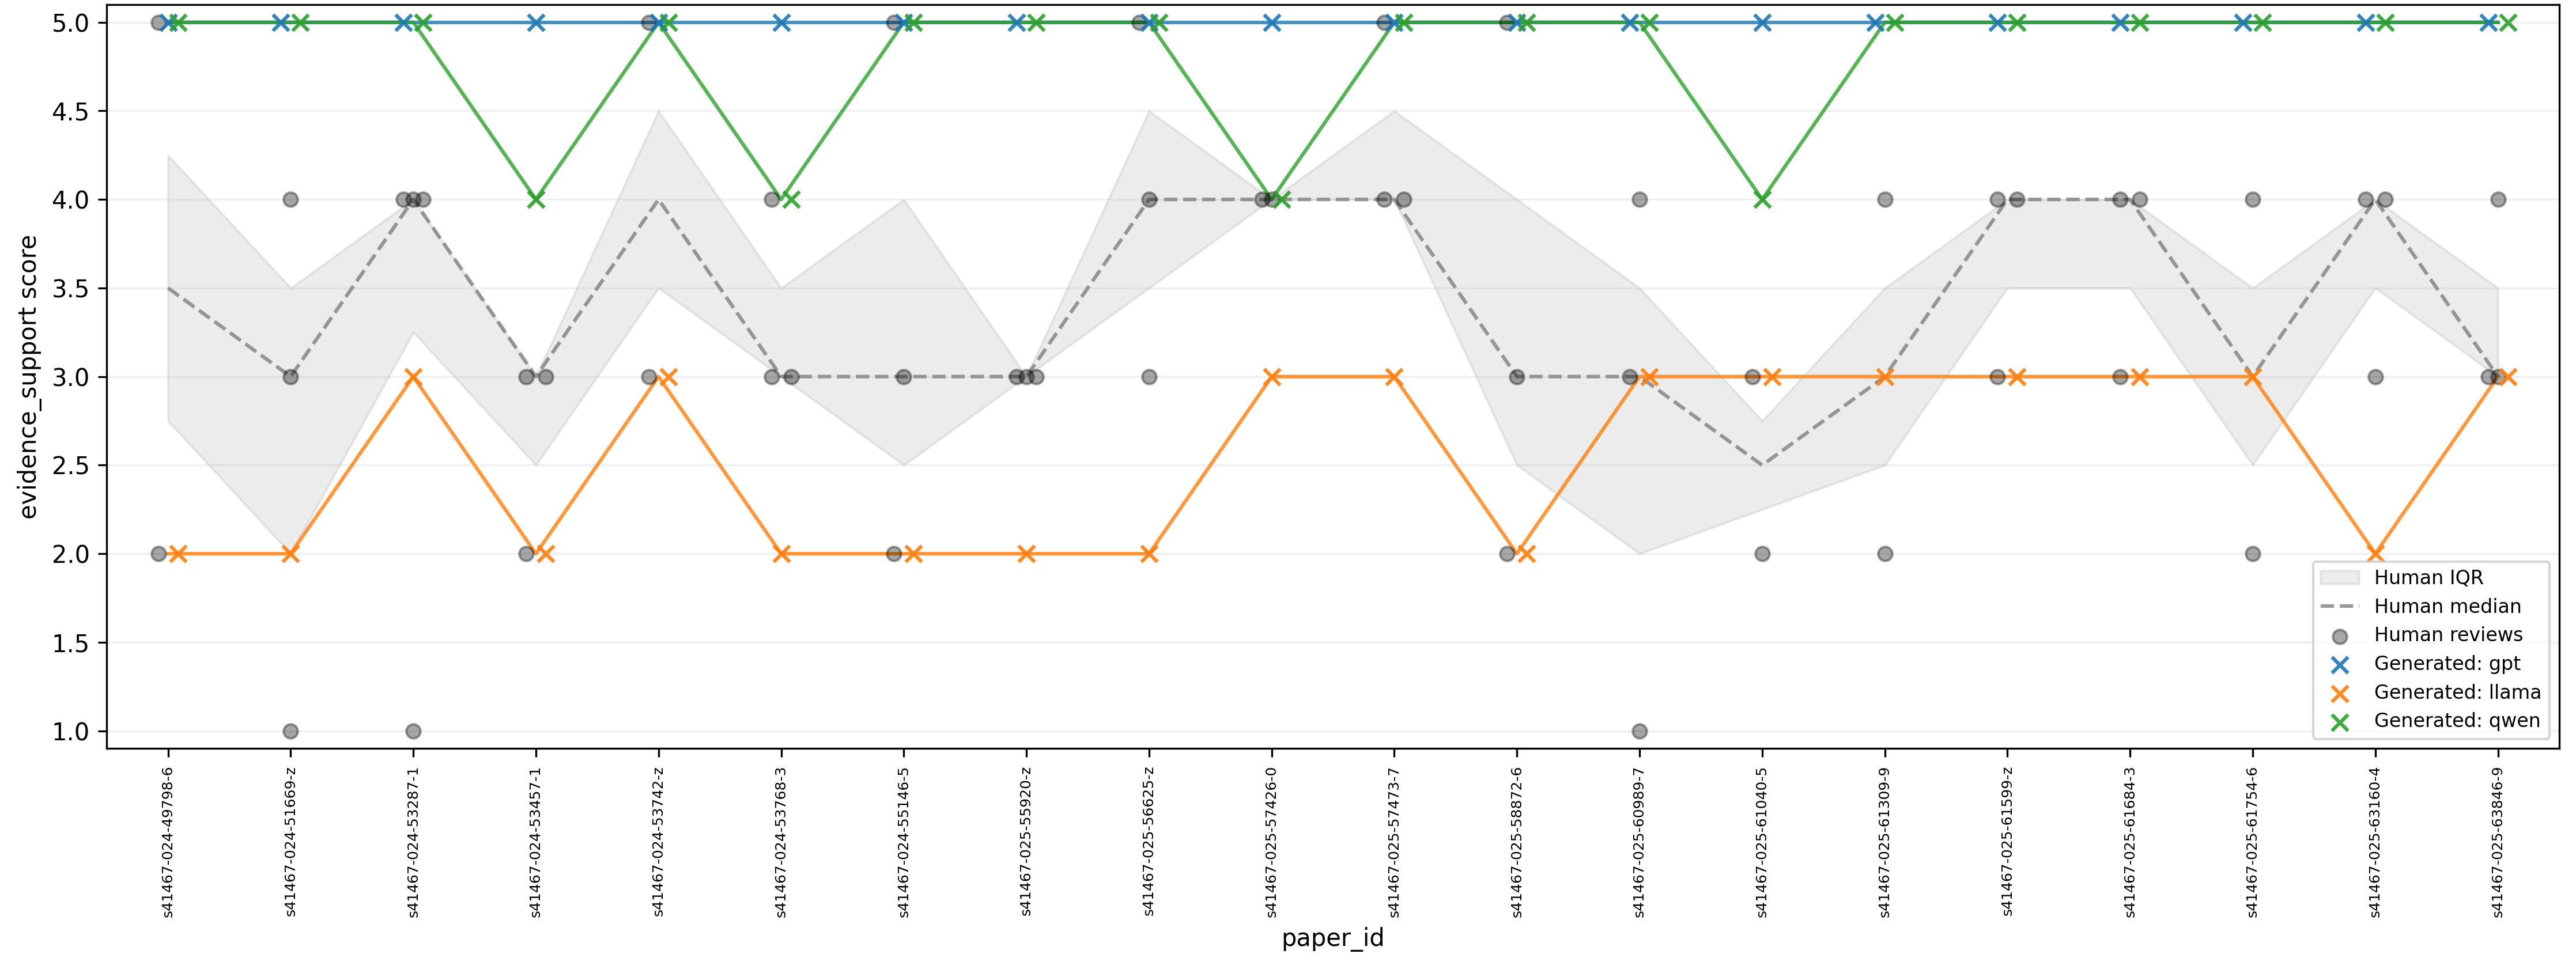 5.0
4.5
4.0
3.5
3.0
2.5
2.0
1.5
1.0
evidence_support score
Human IQR
Human median
Human reviews
Generated: gpt
Generated: llama
Generated: qwen
s41467-024-49798-6
s41467-024-51669-z
s41467-024-53287-1
s41467-024-53457-1
s41467-024-53742-z
s41467-024-53768-3
s41467-024-55146-5
s41467-025-55920-z
s41467-025-56625-z
s41467-025-57426-0
s41467-025-57473-7
s41467-025-58872-6
s41467-025-60989-7
s41467-025-61040-5
s41467-025-61309-9
s41467-025-61599-z
s41467-025-61684-3
s41467-025-61754-6
s41467-025-63160-4
s41467-025-63846-9
paper_id